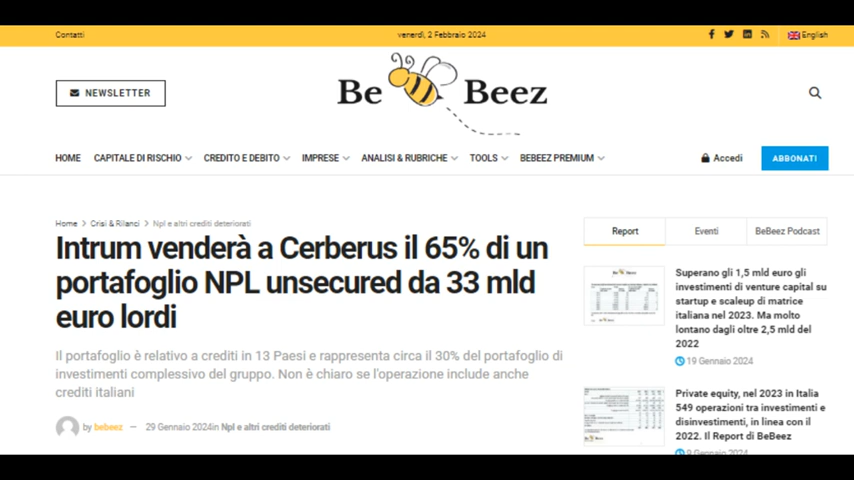 Contatti
venerdì, 2 Febbraio 2024
English
NEWSLETTER
Be Beez
HOME
CAPITALE DI RISCHIO
CREDITO E DEBITO
IMPRESE
ANALISI & RUBRICHE
TOOLS
BEBEEZ PREMIUM
Accedi
ABBONATI
Home > Crisi & Rilanci > Npl e altri crediti deteriorati
Intrum venderà a Cerberus il 65% di un
portafoglio NPL unsecured da 33 mld
euro lordi
Il portafoglio è relativo a crediti in 13 Paesi e rappresenta circa il 30% del portafoglio di
investimenti complessivo del gruppo. Non è chiaro se l'operazione include anche
crediti italiani
by bebeez — 29 Gennaio 2024in Npl e altri crediti deteriorati
Report
Eventi
BeBeez Podcast
Superano gli 1,5 mld euro gli
investimenti di venture capital su
startup e scaleup di matrice
italiana nel 2023. Ma molto
lontano dagli oltre 2,5 mld del
2022
19 Gennaio 2024
Private equity, nel 2023 in Italia
549 operazioni tra investimenti e
disinvestimenti, in linea con il
2022. Il Report di BeBeez
9 Gennaio 2024